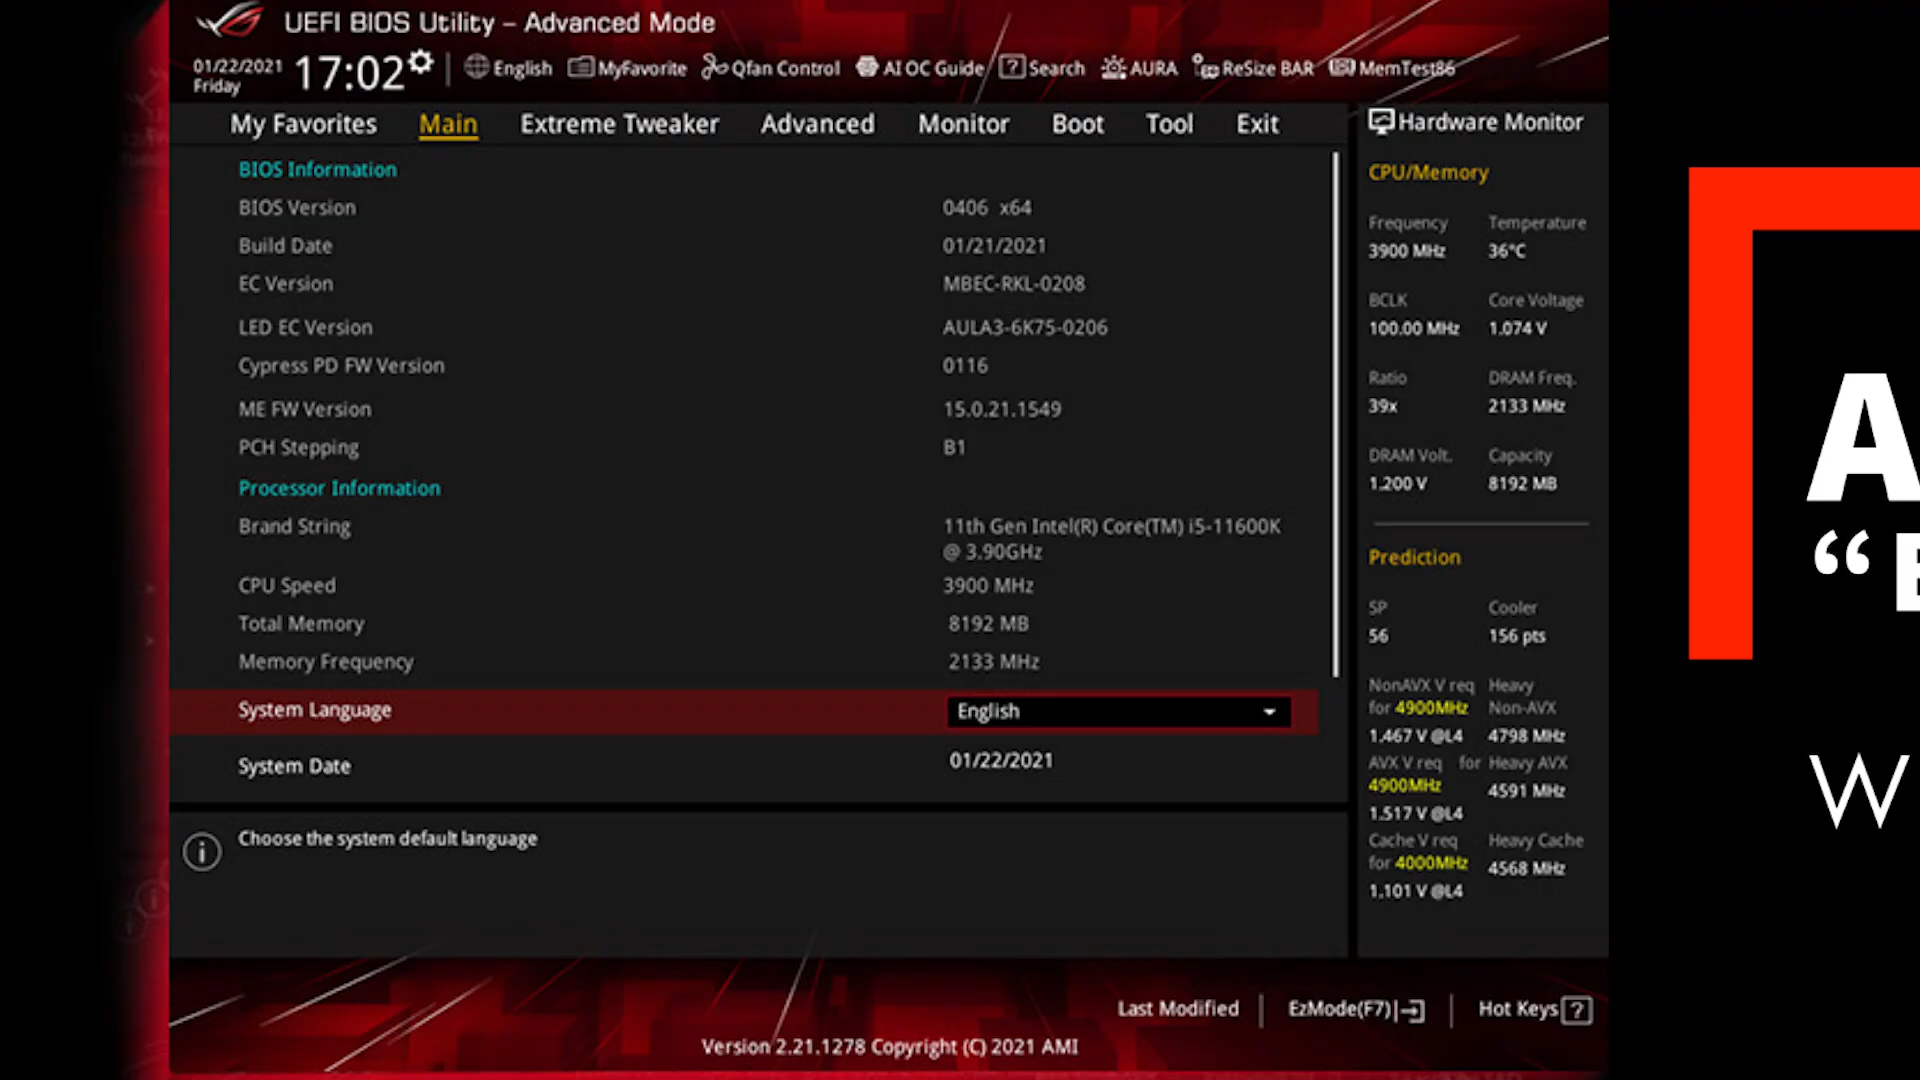 UEFI BIOS Utility – Advanced Mode
01/22/2021
Friday
17:02
English
MyFavorite
Qfan Control
AI OC Guide
Search
AURA
ReSize BAR
MemTest86
My Favorites
Main
Extreme Tweaker
Advanced
Monitor
Boot
Tool
Exit
BIOS Information
BIOS Version 0406 x64
Build Date 01/21/2021
EC Version MBEC-RKL-0208
LED EC Version AULA3-6K75-0206
Cypress PD FW Version 0116
ME FW Version 15.0.21.1549
PCH Stepping B1
Processor Information
Brand String 11th Gen Intel(R) Core(TM) i5-11600K
@ 3.90GHz
CPU Speed 3900 MHz
Total Memory 8192 MB
Memory Frequency 2133 MHz
System Language English
System Date 01/22/2021
Choose the system default language
Hardware Monitor
CPU/Memory
Frequency Temperature
3900 MHz 36°C
BCLK Core Voltage
100.00 MHz 1.074 V
Ratio DRAM Freq.
39x 2133 MHz
DRAM Volt. Capacity
1.200 V 8192 MB
Prediction
SP Cooler
56 156 pts
NonAVX V req Heavy
for 4900MHz Non-AVX
1.467 V @L4 4798 MHz
AVX V req for Heavy AVX
4900MHz 4591 MHz
1.517 V @L4
Cache V req Heavy Cache
for 4000MHz 4568 MHz
1.101 V @L4
Last Modified
EzMode(F7)
Hot Keys ?
Version 2.21.1278 Copyright (C) 2021 AMI
A
“
W